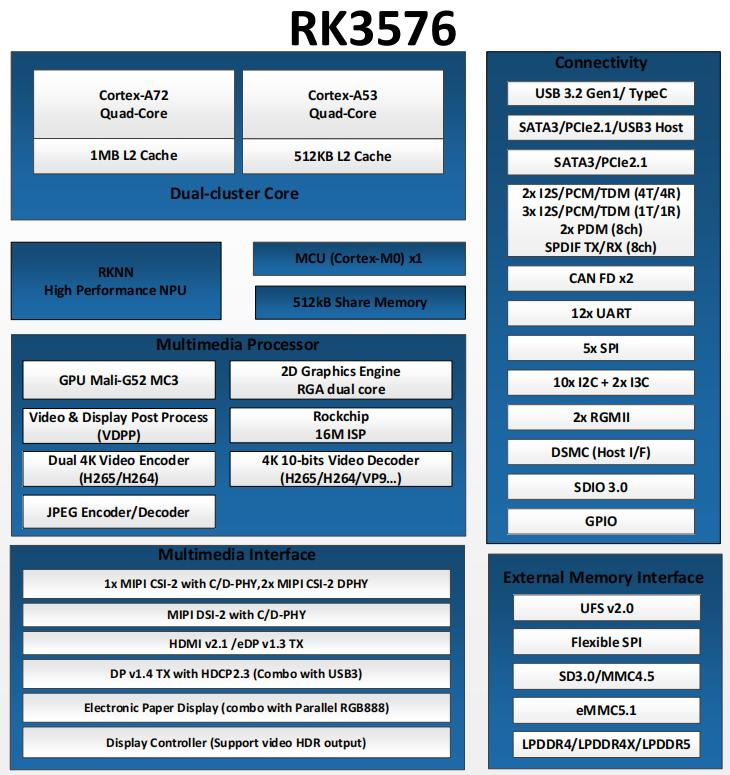 RK3576
Cortex-A72
Quad-Core
1MB L2 Cache
Cortex-A53
Quad-Core
512KB L2 Cache
Dual-cluster Core
RKNN
High Performance NPU
MCU (Cortex-M0) x1
512kB Share Memory
Multimedia Processor
GPU Mali-G52 MC3
2D Graphics Engine
RGA dual core
Video & Display Post Process
(VDPP)
Rockchip
16M ISP
Dual 4K Video Encoder
(H265/H264)
4K 10-bits Video Decoder
(H265/H264/VP9...)
JPEG Encoder/Decoder
Multimedia Interface
1x MIPI CSI-2 with C/D-PHY,2x MIPI CSI-2 DPHY
MIPI DSI-2 with C/D-PHY
HDMI v2.1 /eDP v1.3 TX
DP v1.4 TX with HDCP2.3 (Combo with USB3)
Electronic Paper Display (combo with Parallel RGB888)
Display Controller (Support video HDR output)
Connectivity
USB 3.2 Gen1/ TypeC
SATA3/PCIe2.1/USB3 Host
SATA3/PCIe2.1
2x I2S/PCM/TDM (4T/4R)
3x I2S/PCM/TDM (1T/1R)
2x PDM (8ch)
SPDIF TX/RX (8ch)
CAN FD x2
12x UART
5x SPI
10x I2C + 2x I3C
2x RGMII
DSMC (Host I/F)
SDIO 3.0
GPIO
External Memory Interface
UFS v2.0
Flexible SPI
SD3.0/MMC4.5
eMMC5.1
LPDDR4/LPDDR4X/LPDDR5